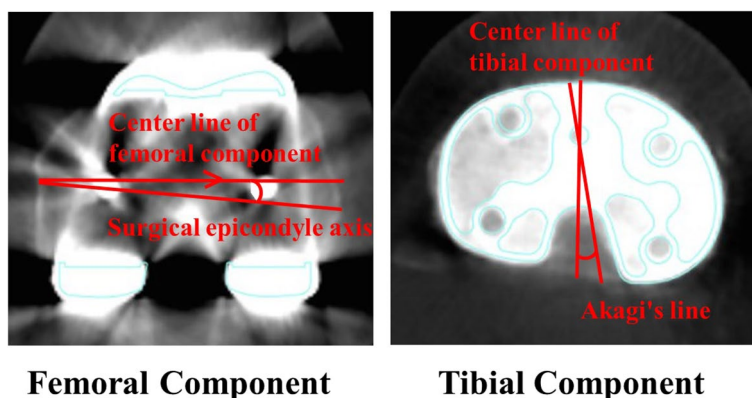 Center line of
femoral component
Surgical epicondyle axis
Center line of
tibial component
Akagi's line
Femoral Component
Tibial Component